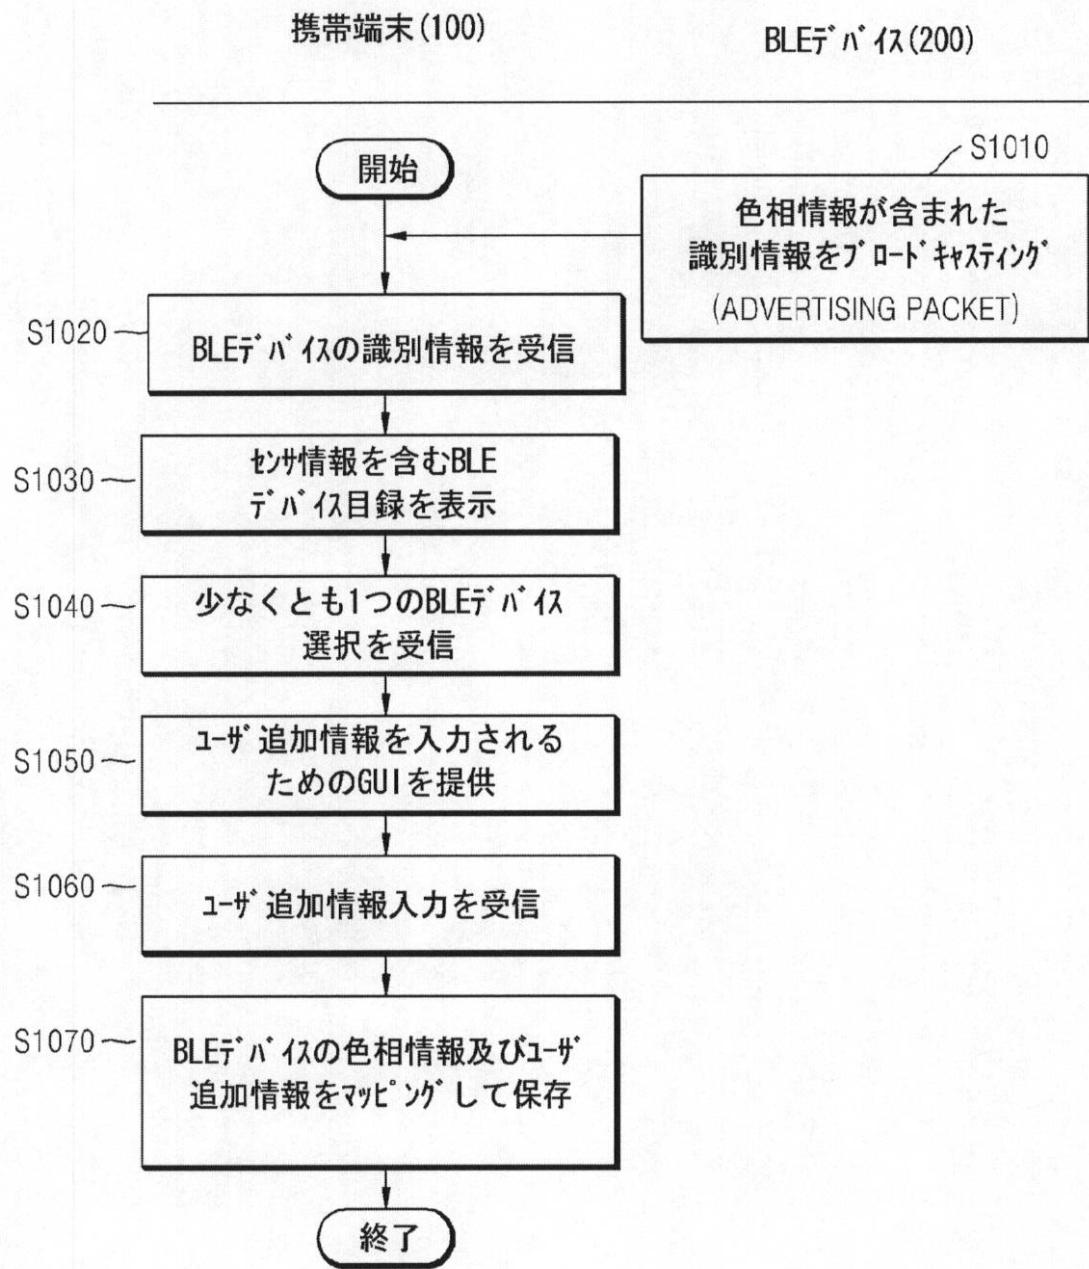 携帯端末(100)
BLEﾃﾞﾊﾞｲｽ(200)
開始
S1010
色相情報が含まれた
識別情報をﾌﾞﾛｰﾄﾞｷｬｽﾃｨﾝｸﾞ
(ADVERTISING PACKET)
S1020
BLEﾃﾞﾊﾞｲｽの識別情報を受信
S1030
ｾﾝｻ情報を含むBLE
ﾃﾞﾊﾞｲｽ目録を表示
S1040
少なくとも1つのBLEﾃﾞﾊﾞｲｽ
選択を受信
S1050
ﾕｰｻﾞ追加情報を入力される
ためのGUIを提供
S1060
ﾕｰｻﾞ追加情報入力を受信
S1070
BLEﾃﾞﾊﾞｲｽの色相情報及びﾕｰｻﾞ
追加情報をﾏｯﾋﾟﾝｸﾞして保存
終了